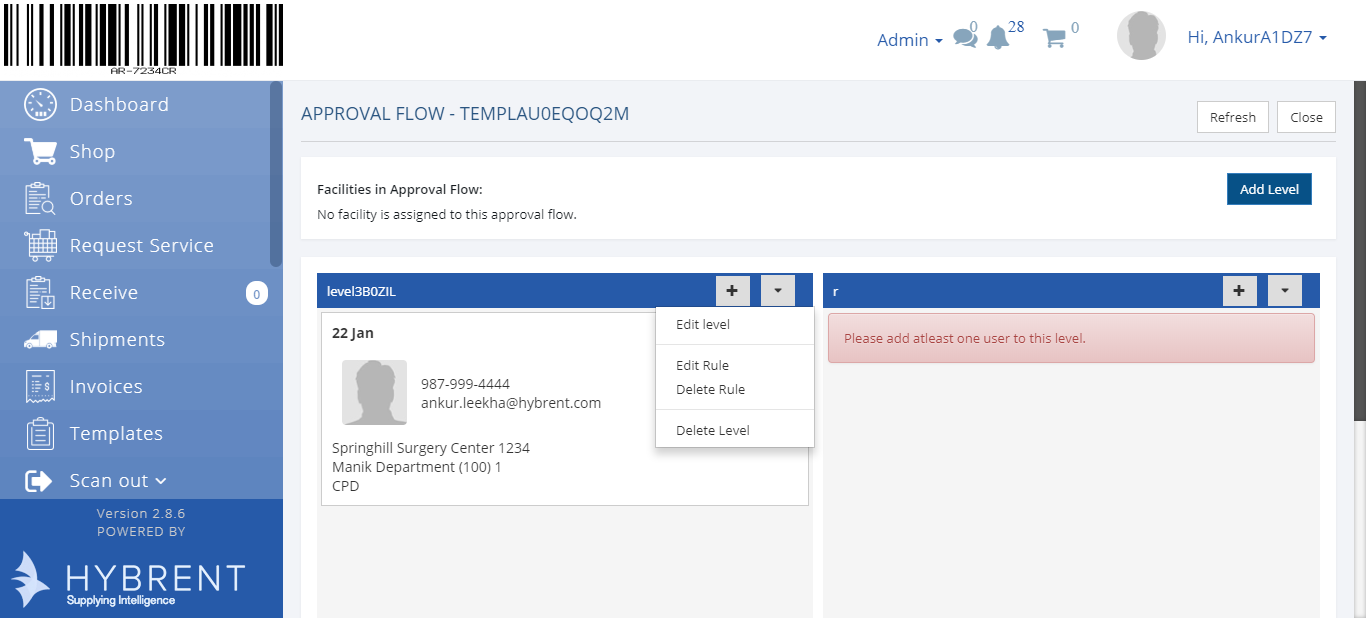 AR-7234CR
Admin
0
28
0
Hi, AnkurA1DZ7
Dashboard
Shop
Orders
Request Service
Receive
0
Shipments
Invoices
Templates
Scan out
Version 2.8.6
POWERED BY
HYBRENT
Supplying Intelligence
APPROVAL FLOW - TEMPLAU0EQOQ2M
Refresh
Close
Facilities in Approval Flow:
No facility is assigned to this approval flow.
Add Level
level3B0ZIL
Edit level
Edit Rule
Delete Rule
Delete Level
22 Jan
987-999-4444
ankur.leekha@hybrent.com
Springhill Surgery Center 1234
Manik Department (100) 1
CPD
r
Please add atleast one user to this level.